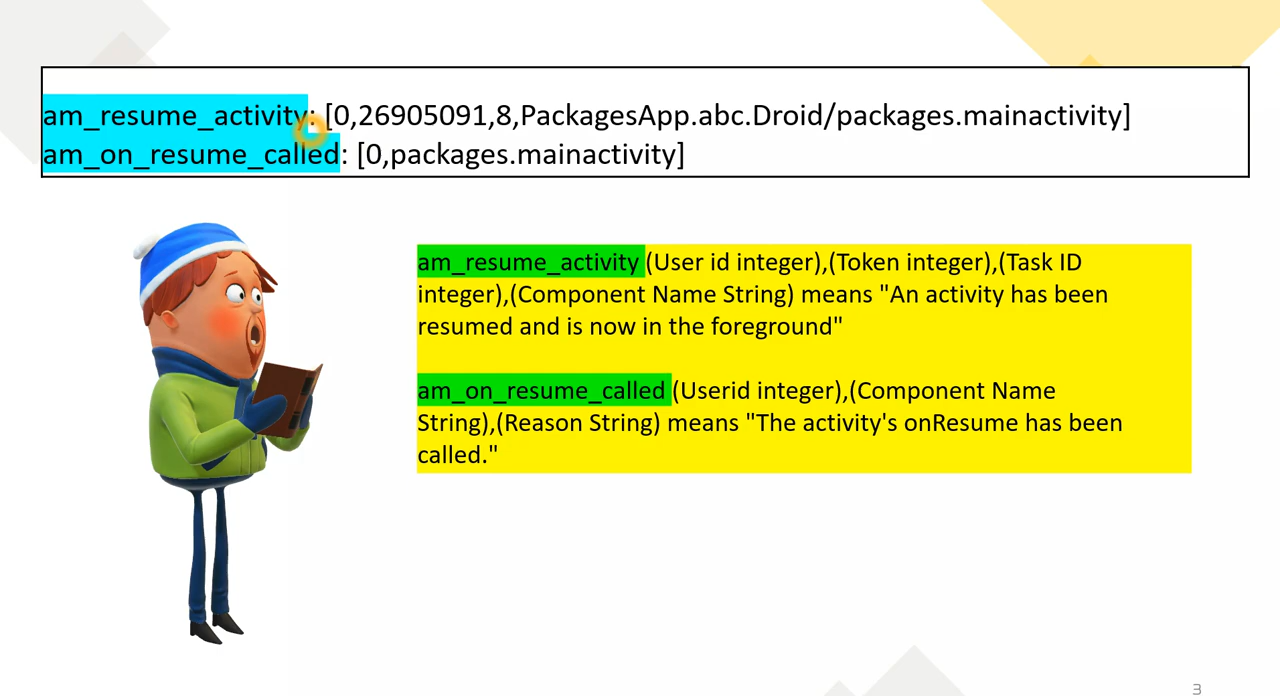 am_resume_activity: [0,26905091,8,PackagesApp.abc.Droid/packages.mainactivity]
am_on_resume_called: [0,packages.mainactivity]
am_resume_activity (User id integer),(Token integer),(Task ID
integer),(Component Name String) means "An activity has been
resumed and is now in the foreground"
am_on_resume_called (Userid integer),(Component Name
String),(Reason String) means "The activity's onResume has been
called."
3